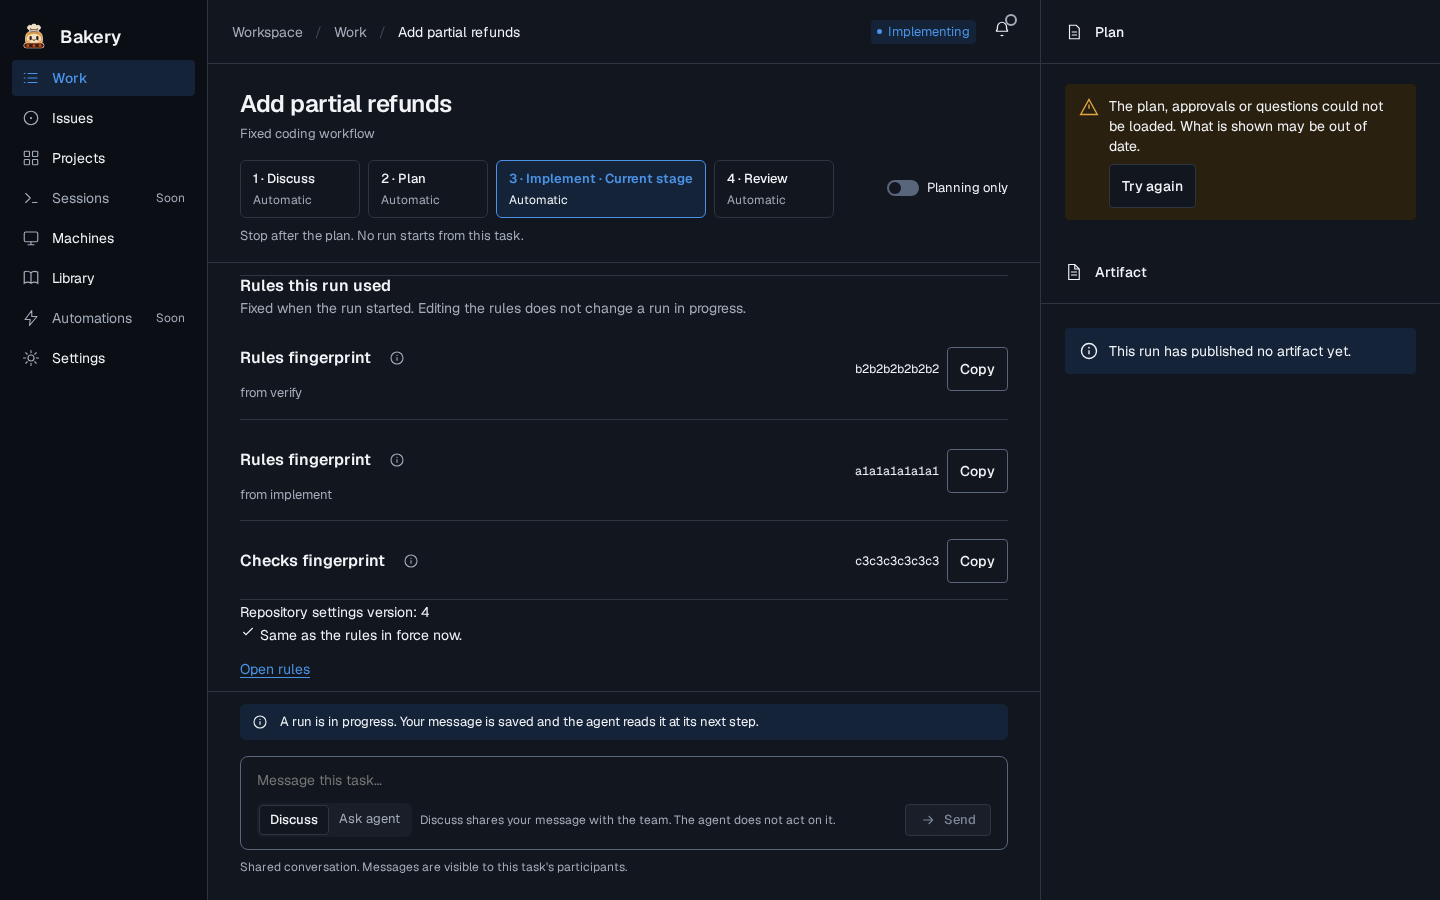 Bakery
Work
Issues
Projects
Sessions Soon
Machines
Library
Automations Soon
Settings
Workspace / Work / Add partial refunds
Implementing
Add partial refunds
Fixed coding workflow
1 · Discuss
Automatic
2 · Plan
Automatic
3 · Implement · Current stage
Automatic
4 · Review
Automatic
Planning only
Stop after the plan. No run starts from this task.
Rules this run used
Fixed when the run started. Editing the rules does not change a run in progress.
Rules fingerprint
from verify
b2b2b2b2b2b2 Copy
Rules fingerprint
from implement
a1a1a1a1a1a1 Copy
Checks fingerprint
c3c3c3c3c3c3 Copy
Repository settings version: 4
Same as the rules in force now.
Open rules
A run is in progress. Your message is saved and the agent reads it at its next step.
Message this task...
Discuss Ask agent Discuss shares your message with the team. The agent does not act on it. Send
Shared conversation. Messages are visible to this task's participants.
Plan
The plan, approvals or questions could not
be loaded. What is shown may be out of
date.
Try again
Artifact
This run has published no artifact yet.